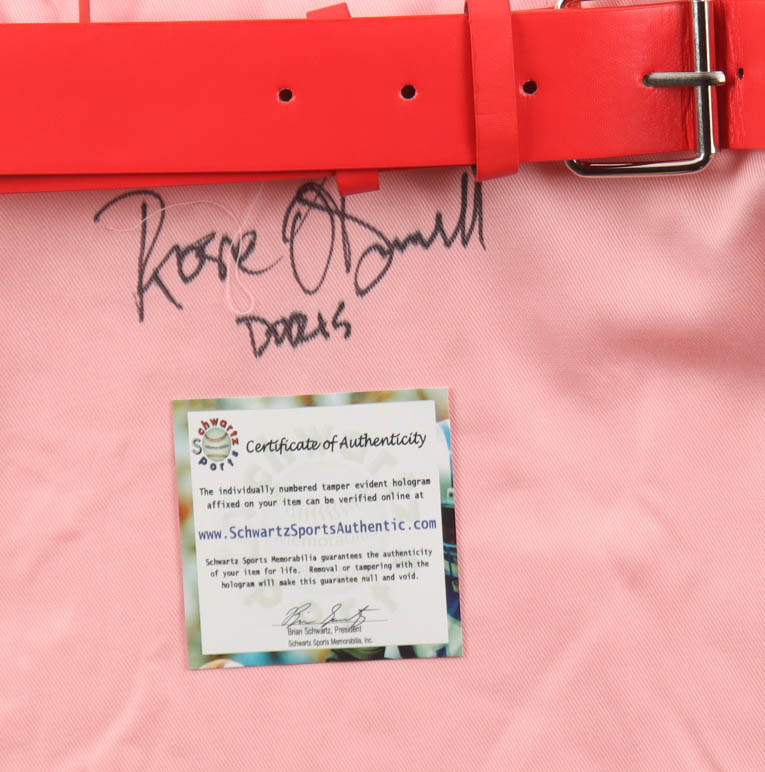 Rosie O'Donnell
DORIS
Schwartz
Sports
Certificate of Authenticity
The individually numbered tamper evident hologram
affixed on your item can be verified online at
www.SchwartzSportsAuthentic.com
Schwartz Sports Memorabilia guarantees the authenticity
of your item for life. Removal or tampering with the
hologram will make this guarantee null and void.
Brian Schwartz, President
Schwartz Sports Memorabilia, Inc.